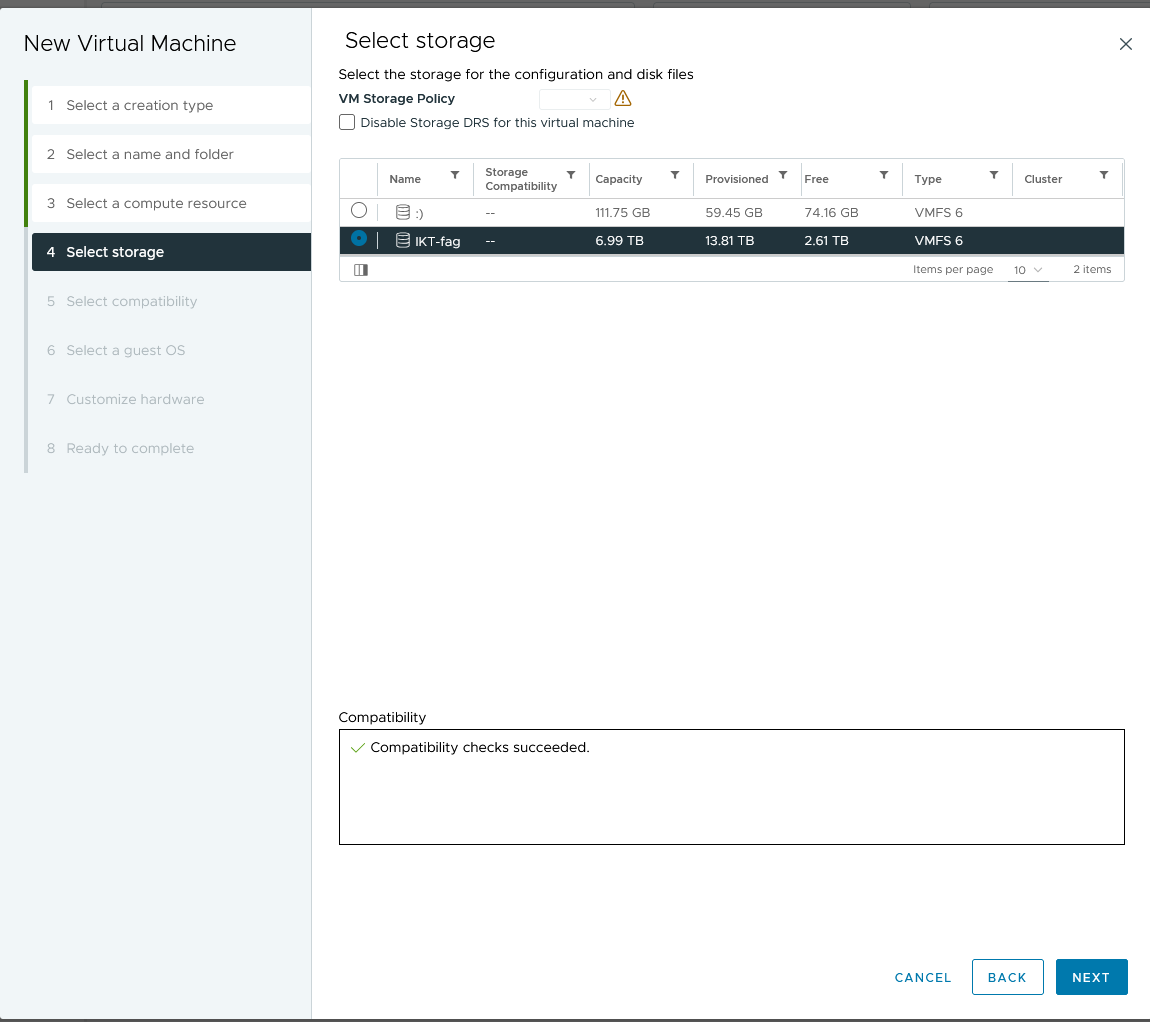 New Virtual Machine
1 Select a creation type
2 Select a name and folder
3 Select a compute resource
4 Select storage
5 Select compatibility
6 Select a guest OS
7 Customize hardware
8 Ready to complete
Select storage
Select the storage for the configuration and disk files
VM Storage Policy
Disable Storage DRS for this virtual machine
Name Storage Compatibility Capacity Provisioned Free Type Cluster
:) -- 111.75 GB 59.45 GB 74.16 GB VMFS 6
IKT-fag -- 6.99 TB 13.81 TB 2.61 TB VMFS 6
Items per page 10 2 items
Compatibility
Compatibility checks succeeded.
CANCEL BACK NEXT